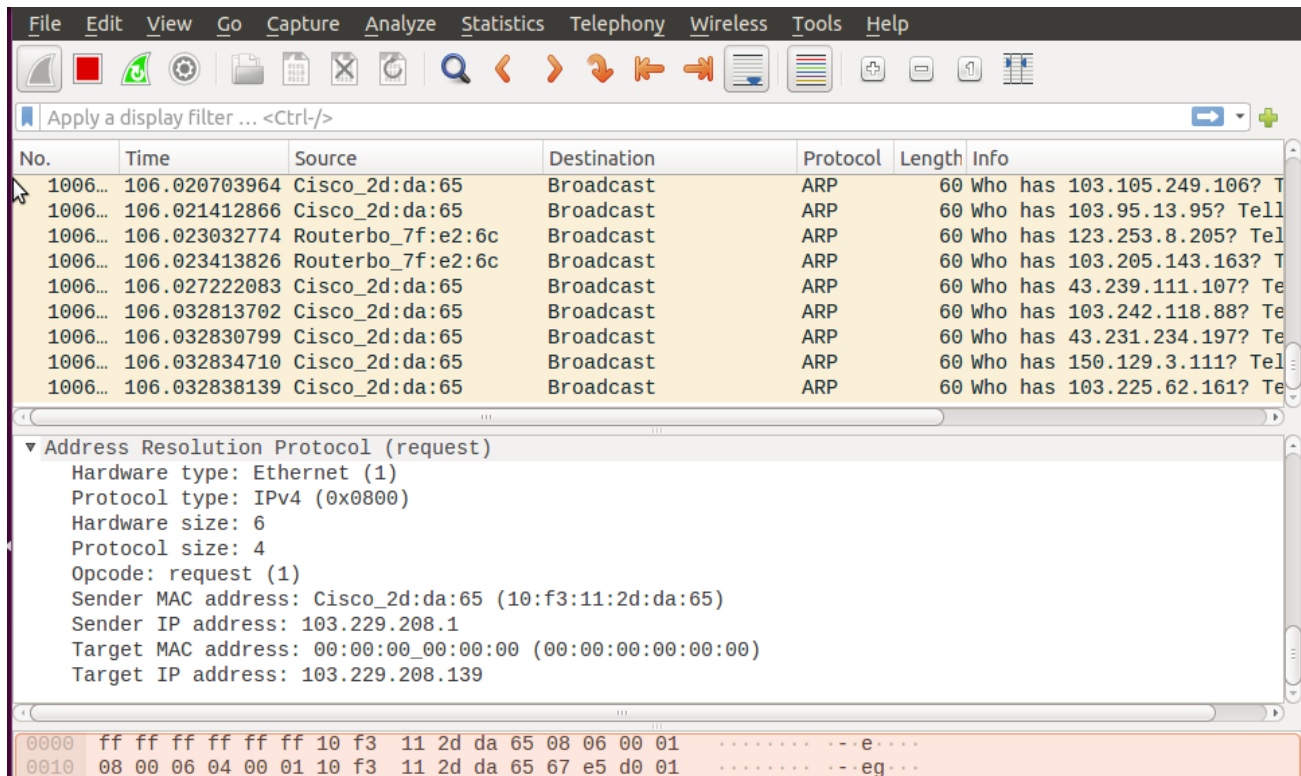 File Edit View Go Capture Analyze Statistics Telephony Wireless Tools Help
Apply a display filter … <Ctrl-/>
No. Time Source Destination Protocol Length Info
1006… 106.020703964 Cisco_2d:da:65 Broadcast ARP 60 Who has 103.105.249.106? T
1006… 106.021412866 Cisco_2d:da:65 Broadcast ARP 60 Who has 103.95.13.95? Tell
1006… 106.023032774 Routerbo_7f:e2:6c Broadcast ARP 60 Who has 123.253.8.205? Tel
1006… 106.023413826 Routerbo_7f:e2:6c Broadcast ARP 60 Who has 103.205.143.163? T
1006… 106.027222083 Cisco_2d:da:65 Broadcast ARP 60 Who has 43.239.111.107? Te
1006… 106.032813702 Cisco_2d:da:65 Broadcast ARP 60 Who has 103.242.118.88? Te
1006… 106.032830799 Cisco_2d:da:65 Broadcast ARP 60 Who has 43.231.234.197? Te
1006… 106.032834710 Cisco_2d:da:65 Broadcast ARP 60 Who has 150.129.3.111? Tel
1006… 106.032838139 Cisco_2d:da:65 Broadcast ARP 60 Who has 103.225.62.161? Te
Address Resolution Protocol (request)
Hardware type: Ethernet (1)
Protocol type: IPv4 (0x0800)
Hardware size: 6
Protocol size: 4
Opcode: request (1)
Sender MAC address: Cisco_2d:da:65 (10:f3:11:2d:da:65)
Sender IP address: 103.229.208.1
Target MAC address: 00:00:00_00:00:00 (00:00:00:00:00:00)
Target IP address: 103.229.208.139
0000 ff ff ff ff ff ff 10 f3 11 2d da 65 08 06 00 01 ········ ·-·e····
0010 08 00 06 04 00 01 10 f3 11 2d da 65 67 e5 d0 01 ········ ·-·eg···